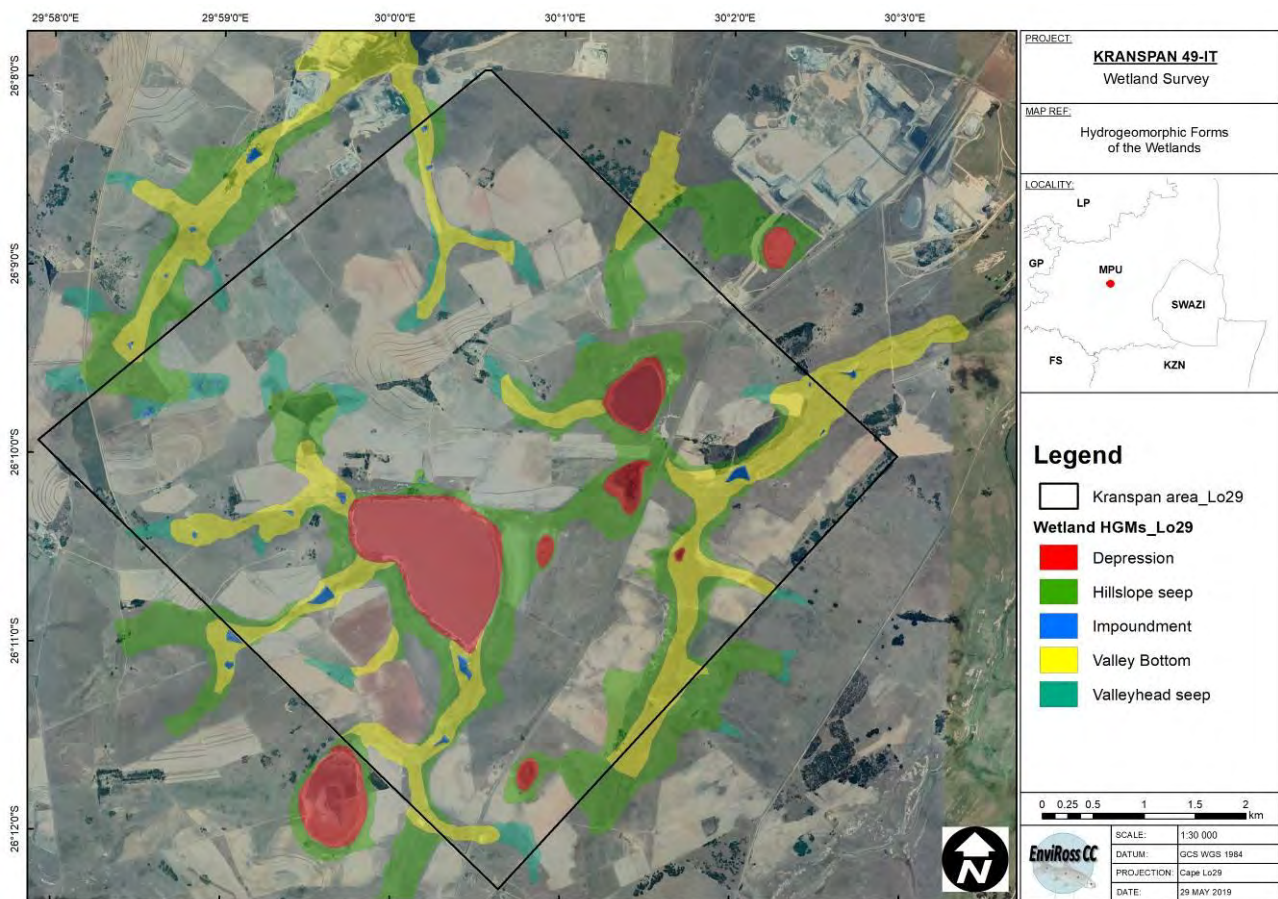 29°58'0"E
29°59'0"E
30°0'0"E
30°1'0"E
30°2'0"E
30°3'0"E
26°8'0"S
26°9'0"S
26°10'0"S
26°11'0"S
26°12'0"S
N
PROJECT:
KRANSPAN 49-IT
Wetland Survey
MAP REF:
Hydrogeomorphic Forms
of the Wetlands
LOCALITY:
LP
GP
MPU
SWAZI
FS
KZN
Legend
Kranspan area_Lo29
Wetland HGMs_Lo29
Depression
Hillslope seep
Impoundment
Valley Bottom
Valleyhead seep
0 0.25 0.5 1 1.5 2
km
EnviRoss CC
SCALE: 1:30 000
DATUM: GCS WGS 1984
PROJECTION: Cape Lo29
DATE: 29 MAY 2019